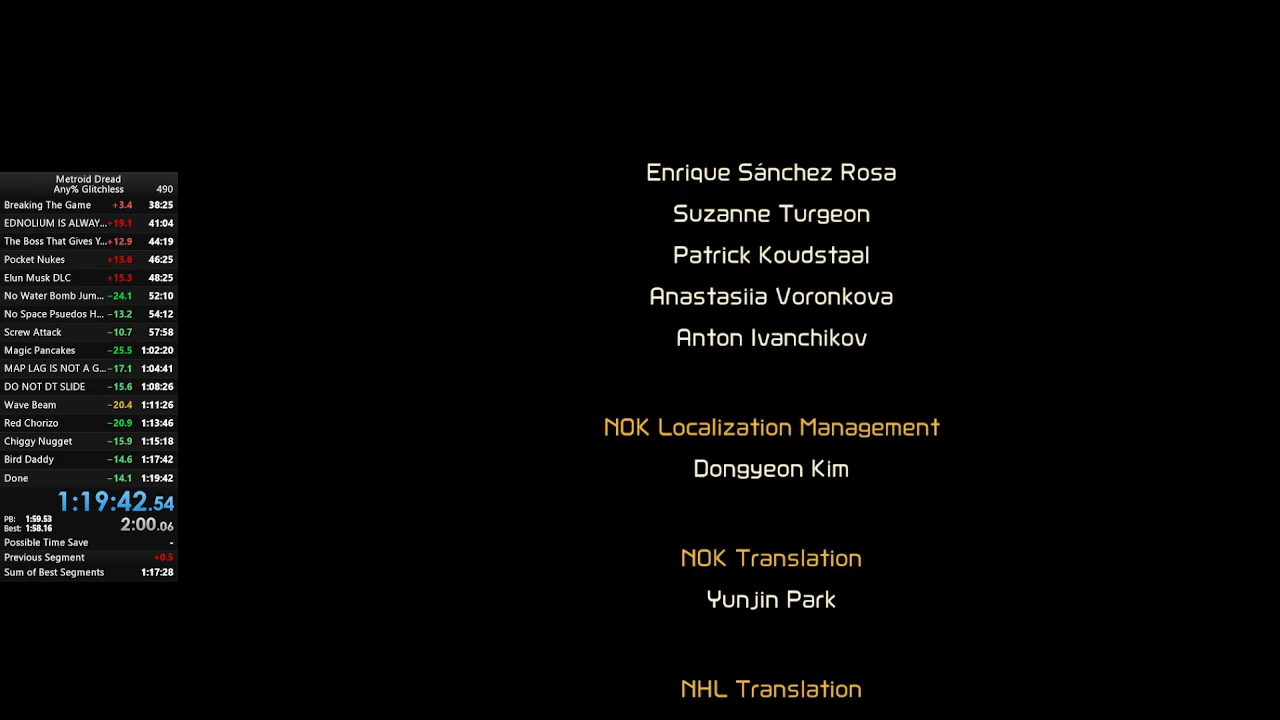 Metroid Dread
Any% Glitchless 490
Breaking The Game +3.4 38:25
EDNOLIUM IS ALWAY... +19.1 41:04
The Boss That Gives Y... +12.9 44:19
Pocket Nukes +13.6 46:25
Elun Musk DLC +15.3 48:25
No Water Bomb Jum... −24.1 52:10
No Space Psuedos H... −13.2 54:12
Screw Attack −10.7 57:58
Magic Pancakes −25.5 1:02:20
MAP LAG IS NOT A G... −17.1 1:04:41
DO NOT DT SLIDE −15.6 1:08:26
Wave Beam −20.4 1:11:26
Red Chorizo −20.9 1:13:46
Chiggy Nugget −15.9 1:15:18
Bird Daddy −14.6 1:17:42
Done −14.1 1:19:42
1:19:42.54
PB: 1:59.53
Best: 1:58.16 2:00.06
Possible Time Save -
Previous Segment +0.5
Sum of Best Segments 1:17:28
Enrique Sánchez Rosa
Suzanne Turgeon
Patrick Koudstaal
Anastasiia Voronkova
Anton Ivanchikov
NOK Localization Management
Dongyeon Kim
NOK Translation
Yunjin Park
NHL Translation